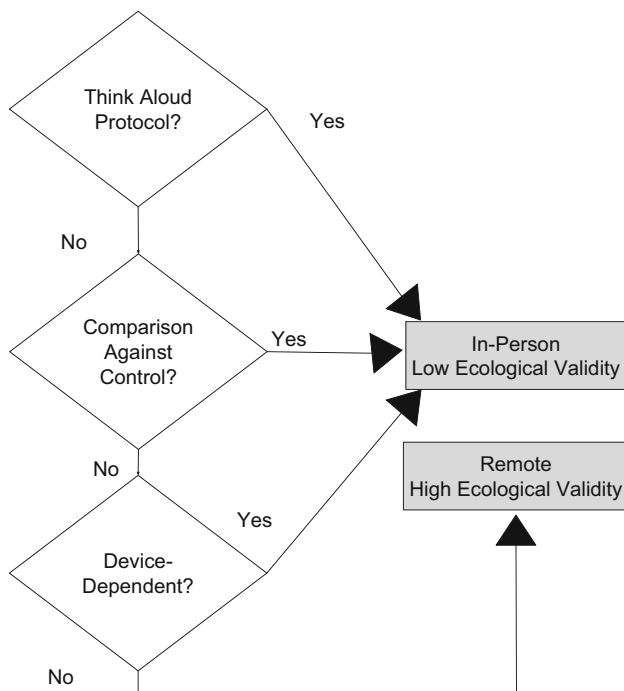 Think Aloud
Protocol?
Yes
No
Comparison
Against
Control?
Yes
In-Person
Low Ecological Validity
No
Remote
High Ecological Validity
Yes
Device-
Dependent?
No